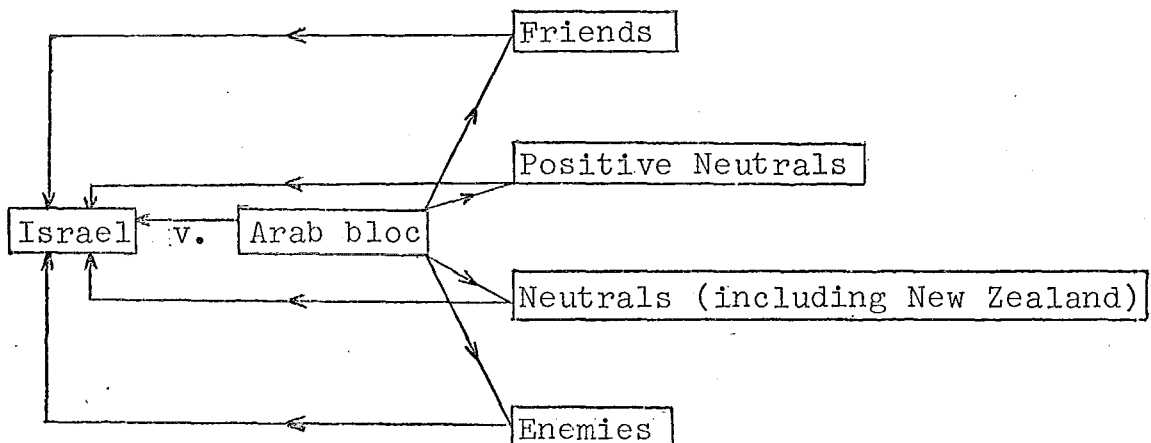 Friends
Positive Neutrals
Israel v. Arab bloc
Neutrals (including New Zealand)
Enemies